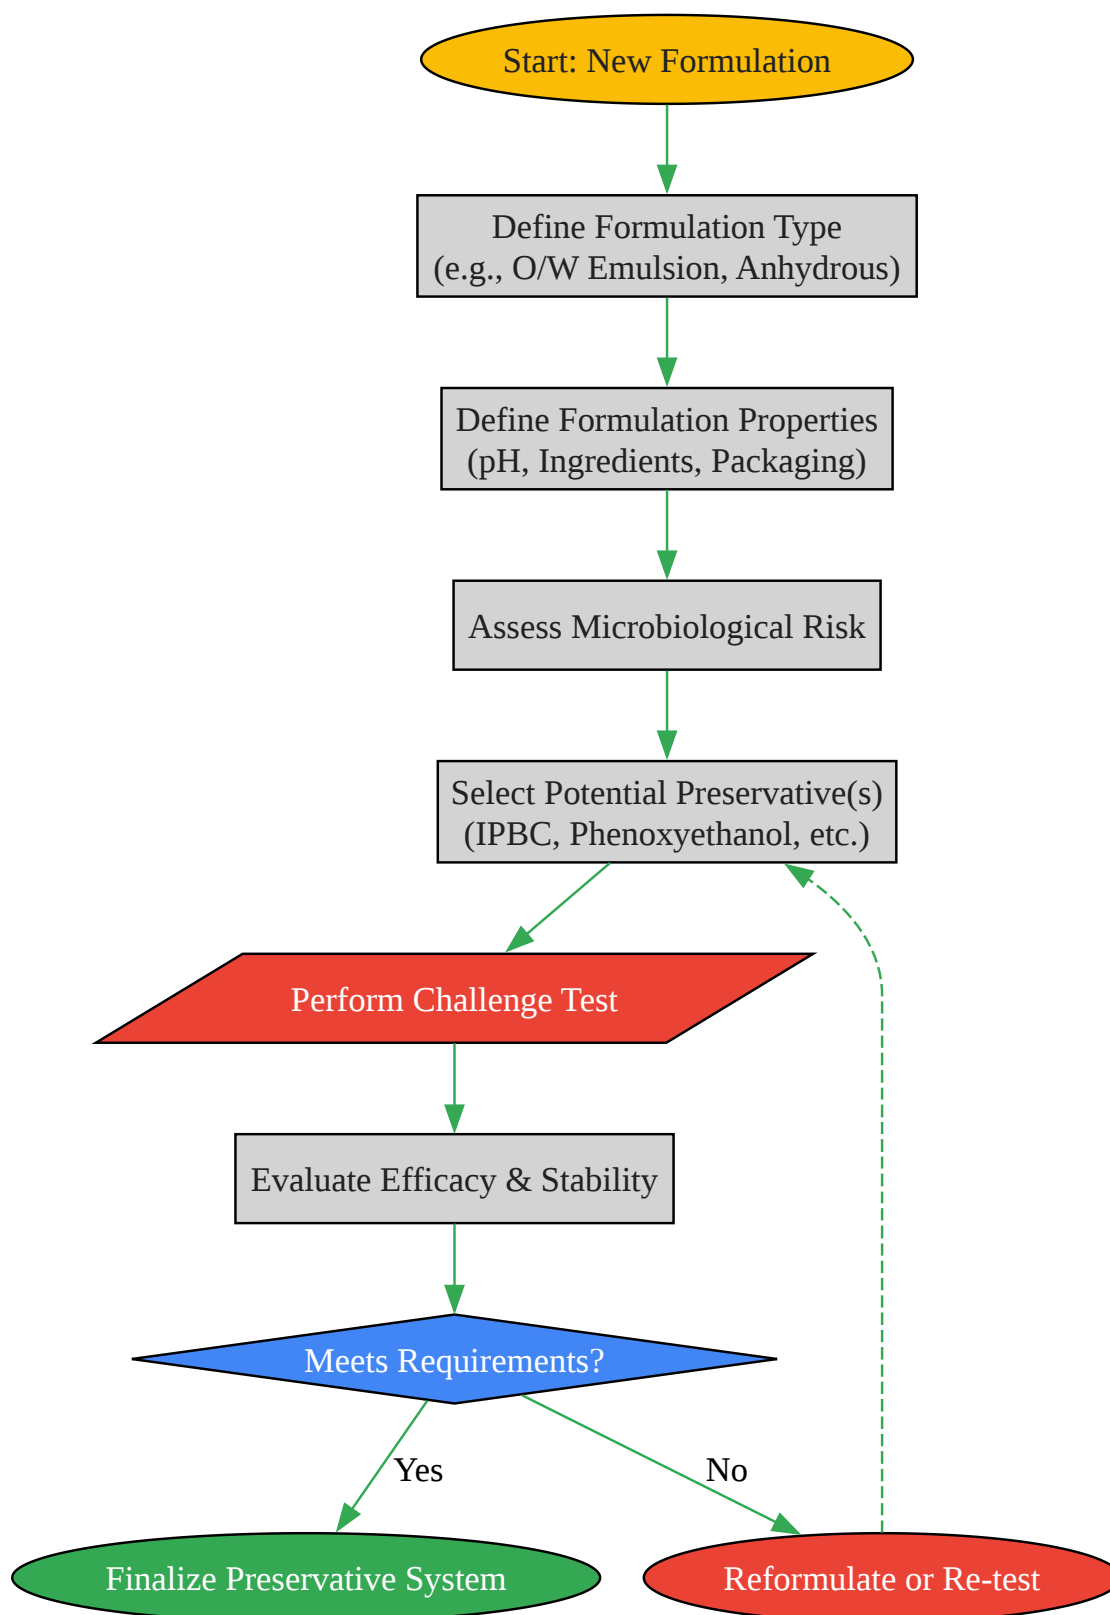 Start: New Formulation
Define Formulation Type
(e.g., O/W Emulsion, Anhydrous)
Define Formulation Properties
(pH, Ingredients, Packaging)
Assess Microbiological Risk
Select Potential Preservative(s)
(IPBC, Phenoxyethanol, etc.)
Perform Challenge Test
Evaluate Efficacy & Stability
Meets Requirements?
Yes
No
Finalize Preservative System
Reformulate or Re-test